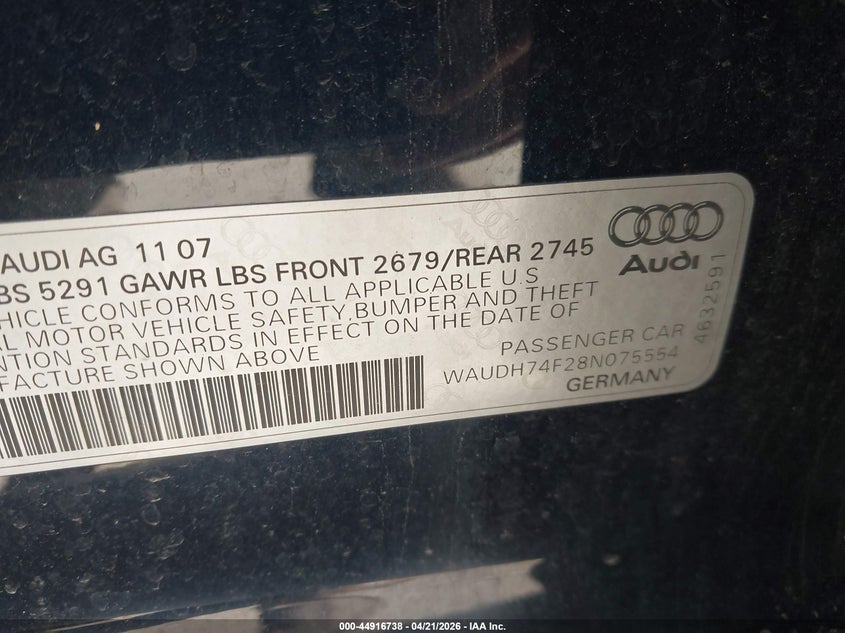 AUDI AG 11 07
BS 5291 GAWR LBS FRONT 2679/REAR 2745
HICLE CONFORMS TO ALL APPLICABLE U.S
AL MOTOR VEHICLE SAFETY, BUMPER AND THEFT
NTION STANDARDS IN EFFECT ON THE DATE OF
FACTURE SHOWN ABOVE
PASSENGER CAR
WAUDH74F28N075554
GERMANY
Audi
4632591
000-44916738 - 04/21/2026 - IAA Inc.